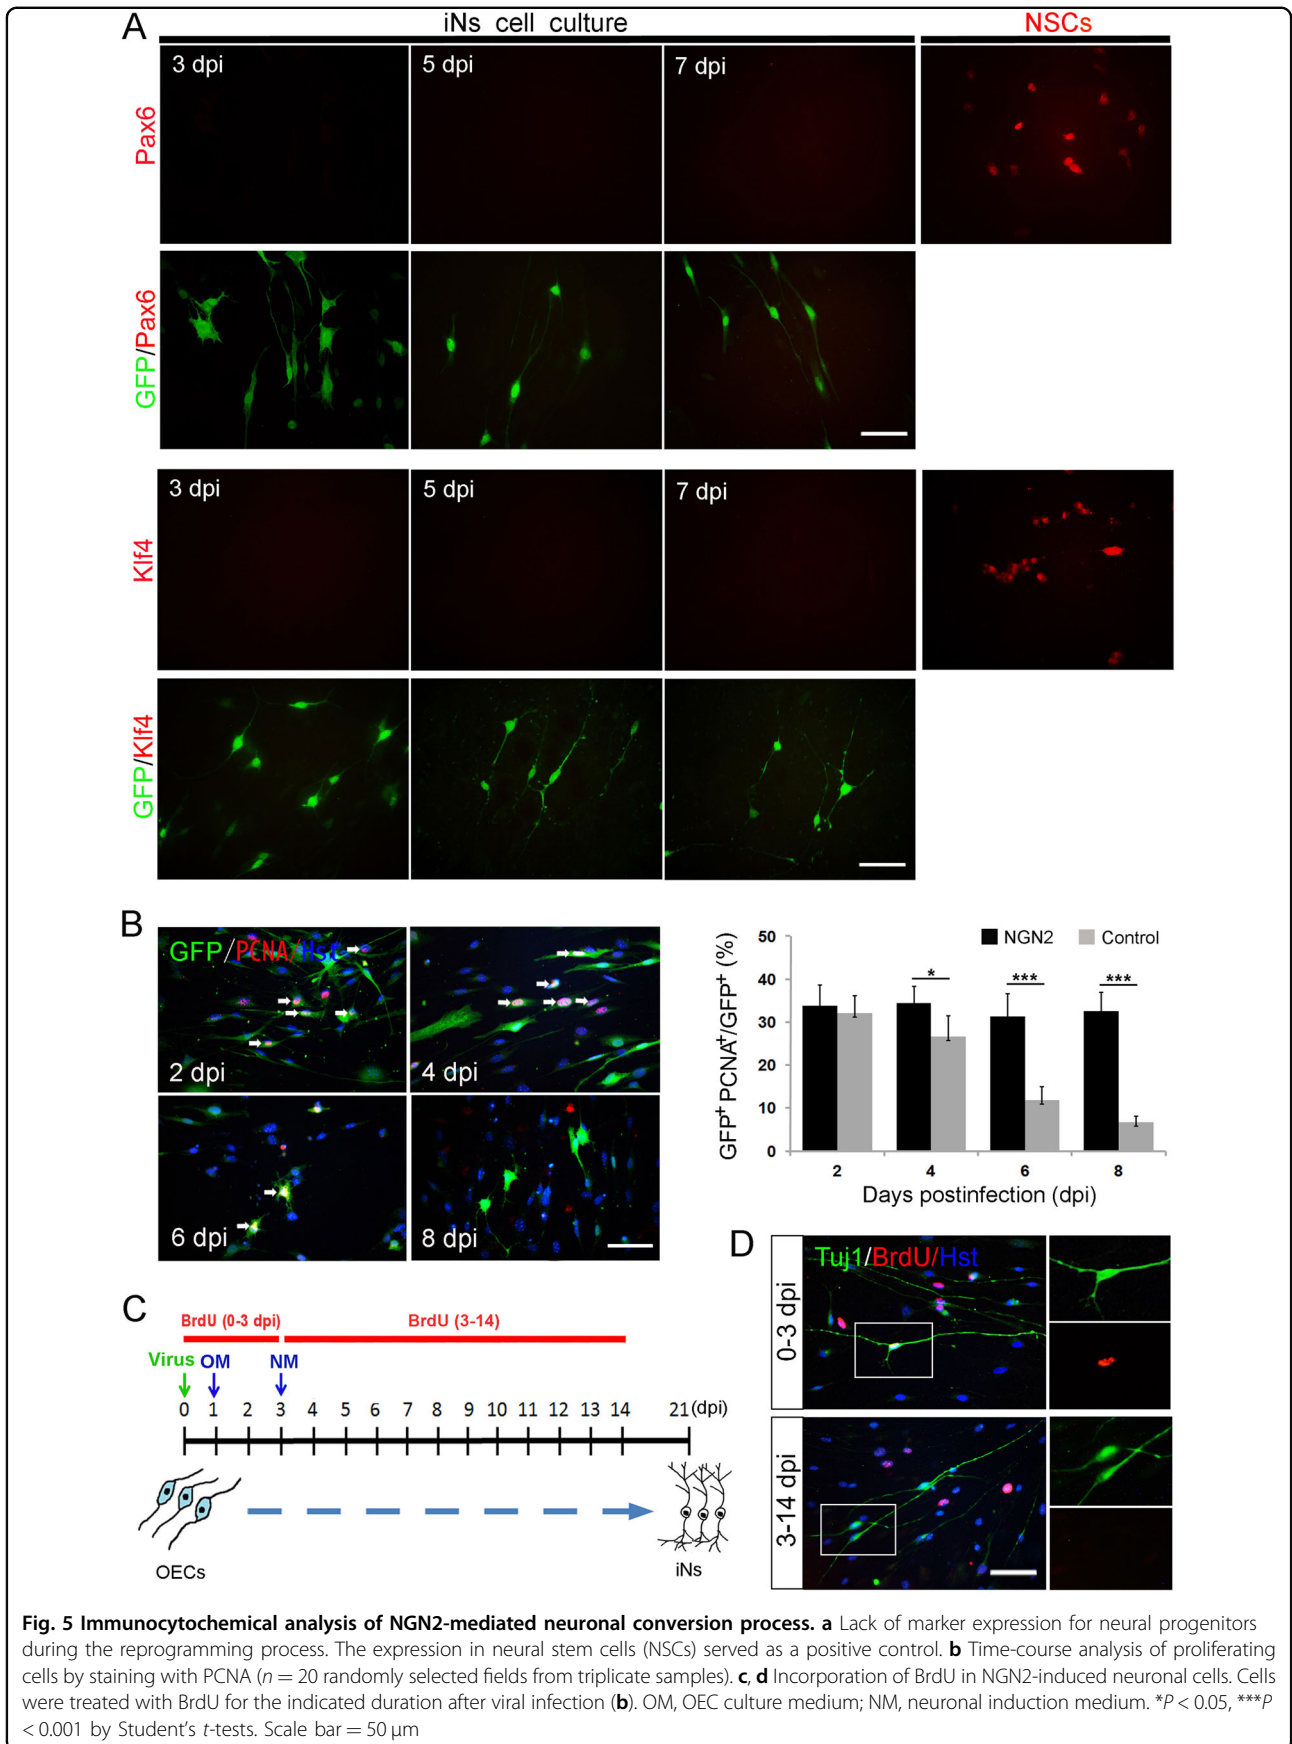 A
iNs cell culture
NSCs
Pax6
3 dpi
5 dpi
7 dpi
GFP/Pax6
Klf4
3 dpi
5 dpi
7 dpi
GFP/Klf4
B
GFP/PCNA/Hst
2 dpi
4 dpi
6 dpi
8 dpi
GFP⁺ PCNA⁺/GFP⁺ (%)
50
40
30
20
10
0
NGN2
Control
*
***
***
2
4
6
8
Days postinfection (dpi)
C
BrdU (0-3 dpi)
BrdU (3-14)
Virus
OM
NM
0 1 2 3 4 5 6 7 8 9 10 11 12 13 14 21 (dpi)
OECs
iNs
D
Tuj1/BrdU/Hst
0-3 dpi
3-14 dpi
Fig. 5 Immunocytochemical analysis of NGN2-mediated neuronal conversion process. a Lack of marker expression for neural progenitors
during the reprogramming process. The expression in neural stem cells (NSCs) served as a positive control. b Time-course analysis of proliferating
cells by staining with PCNA (n = 20 randomly selected fields from triplicate samples). c, d Incorporation of BrdU in NGN2-induced neuronal cells. Cells
were treated with BrdU for the indicated duration after viral infection (b). OM, OEC culture medium; NM, neuronal induction medium. *P < 0.05, ***P
< 0.001 by Student's t-tests. Scale bar = 50 μm